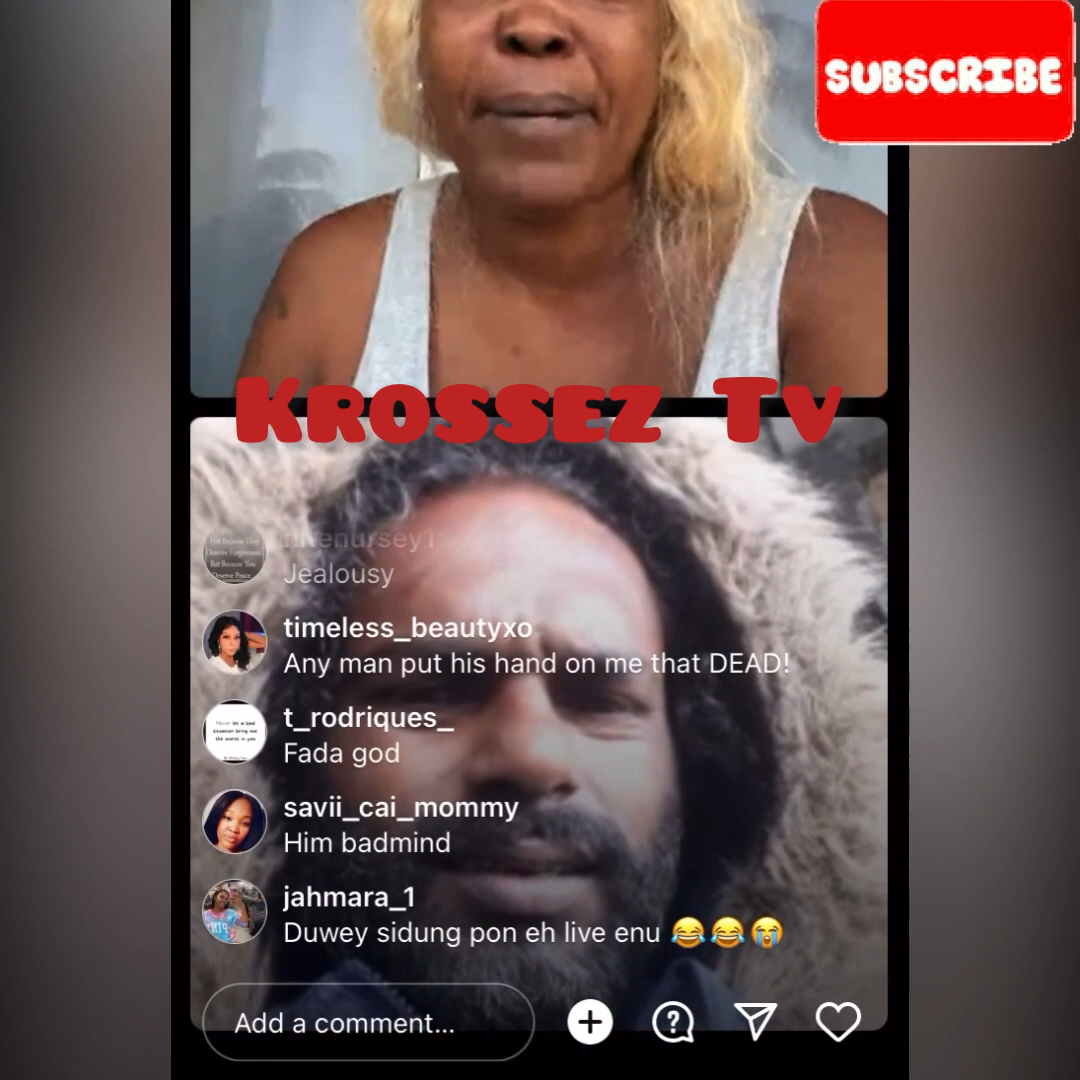 SUBSCRIBE
KROSSEZ TV
Jealousy
timeless_beautyxo
Any man put his hand on me that DEAD!
t_rodriques_
Fada god
savii_cai_mommy
Him badmind
jahmara_1
Duwey sidung pon eh live enu 😂😂😭
Add a comment...